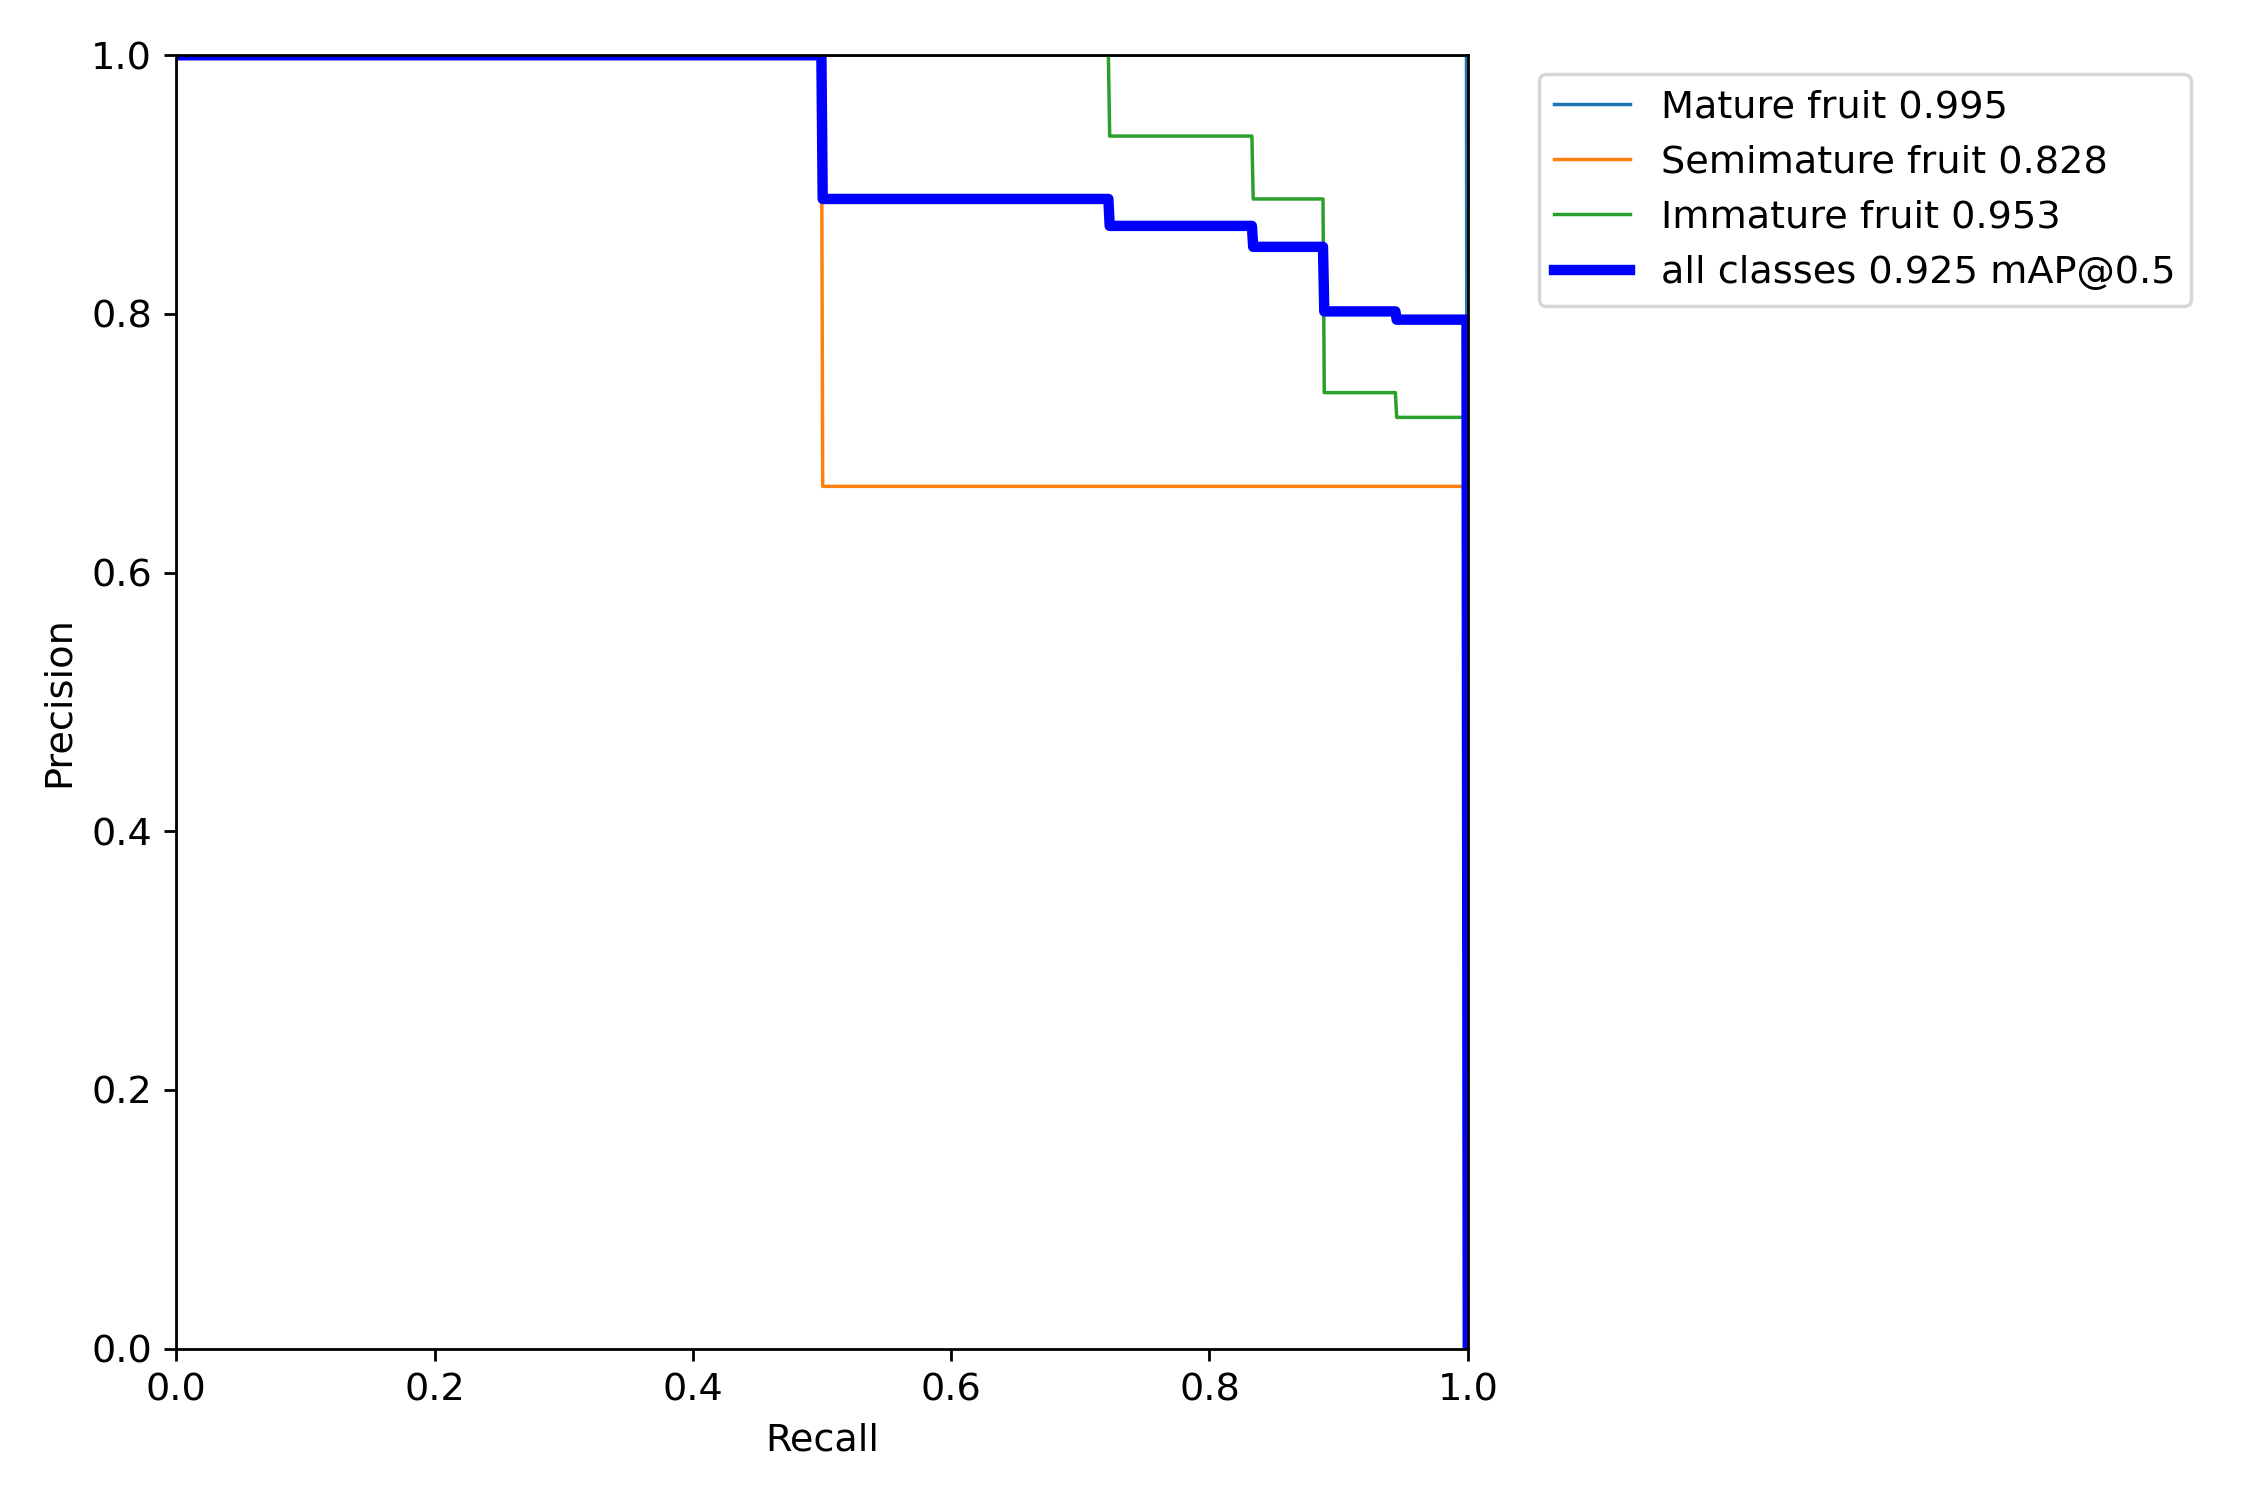 1.0
0.8
0.6
0.4
0.2
0.0
Precision
0.0 0.2 0.4 0.6 0.8 1.0
Recall
Mature fruit 0.995
Semimature fruit 0.828
Immature fruit 0.953
all classes 0.925 mAP@0.5